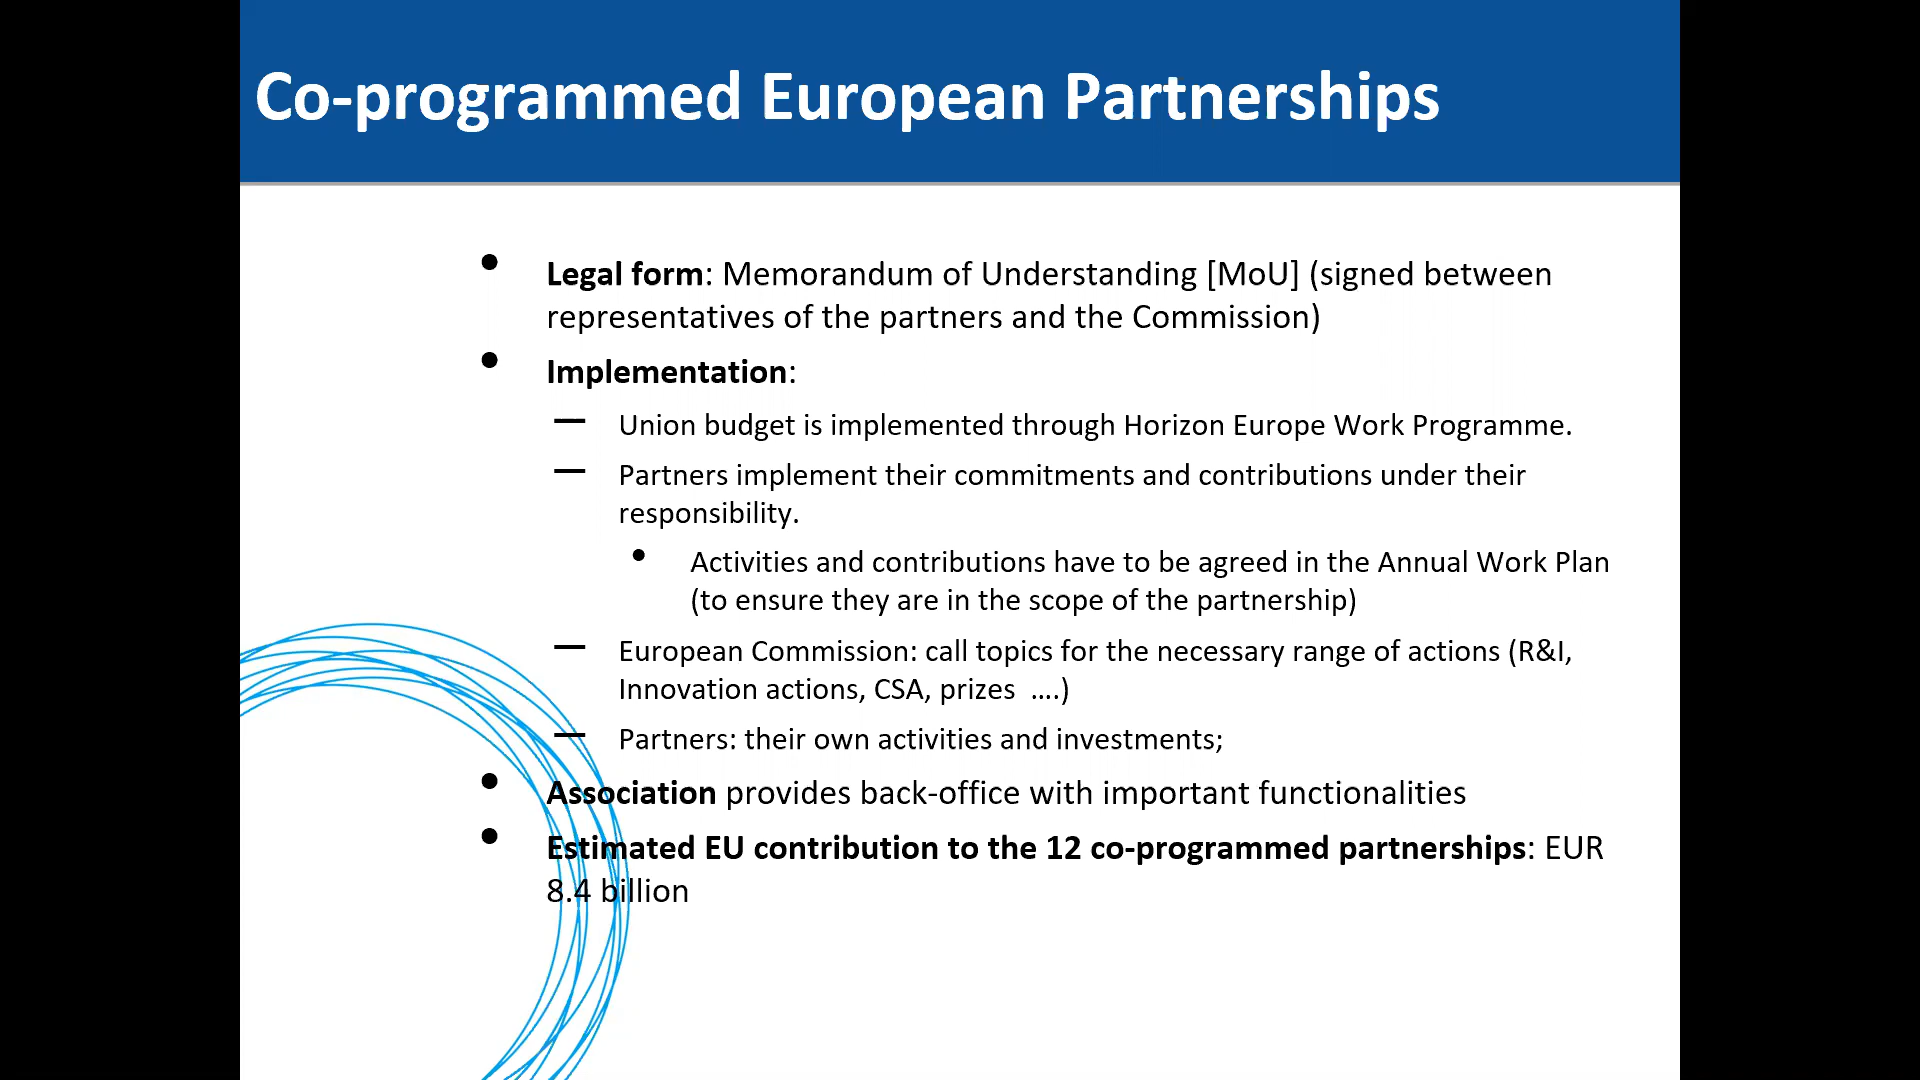 Co-programmed European Partnerships
• Legal form: Memorandum of Understanding [MoU] (signed between
representatives of the partners and the Commission)
• Implementation:
— Union budget is implemented through Horizon Europe Work Programme.
— Partners implement their commitments and contributions under their
responsibility.
• Activities and contributions have to be agreed in the Annual Work Plan
(to ensure they are in the scope of the partnership)
— European Commission: call topics for the necessary range of actions (R&I,
Innovation actions, CSA, prizes  ….)
— Partners: their own activities and investments;
• Association provides back-office with important functionalities
• Estimated EU contribution to the 12 co-programmed partnerships: EUR
8.4 billion